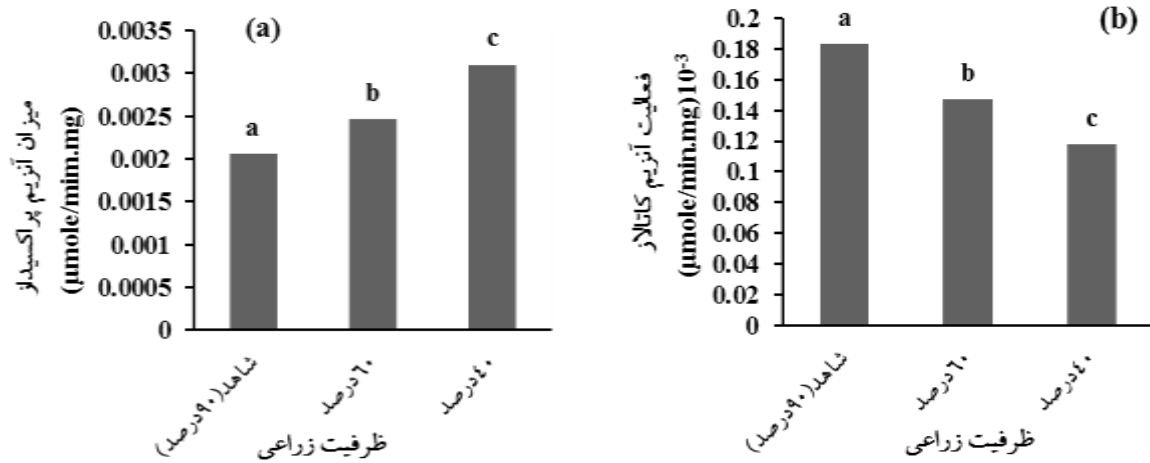 (a)
میزان آنزیم پراکسیداز
(µmole/mim.mg)
0.0035
0.003
0.0025
0.002
0.0015
0.001
0.0005
0
a
b
c
شاهد(۹۰درصد)
۶۰درصد
۴۰درصد
ظرفیت زراعی
(b)
فعالیت آنزیم کاتالاز
(µmole/min.mg)10⁻³
0.2
0.18
0.16
0.14
0.12
0.1
0.08
0.06
0.04
0.02
0
a
b
c
شاهد(۹۰درصد)
۶۰درصد
۴۰درصد
ظرفیت زراعی